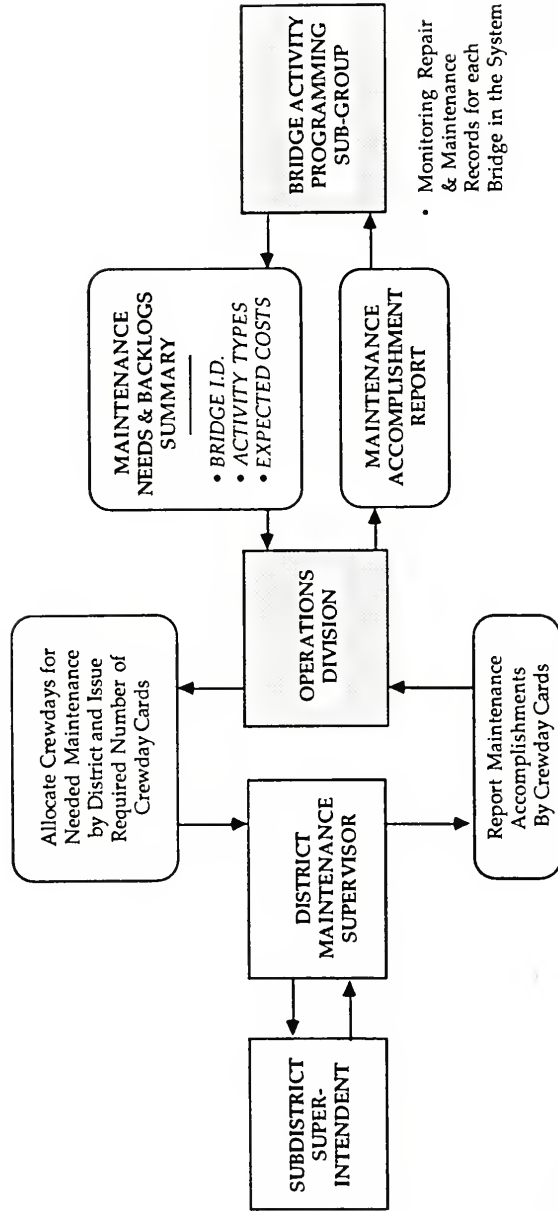 BRIDGE ACTIVITY
PROGRAMMING
SUB-GROUP
• Monitoring Repair
& Maintenance
Records for each
Bridge in the System
MAINTENANCE
NEEDS & BACKLOGS
SUMMARY
• BRIDGE I.D.
• ACTIVITY TYPES
• EXPECTED COSTS
MAINTENANCE
ACCOMPLISHMENT
REPORT
OPERATIONS
DIVISION
Allocate Crewdays for
Needed Maintenance
by District and Issue
Required Number of
Crewday Cards
Report Maintenance
Accomplishments
By Crewday Cards
DISTRICT
MAINTENANCE
SUPERVISOR
SUBDISTRICT
SUPER-
INTENDENT